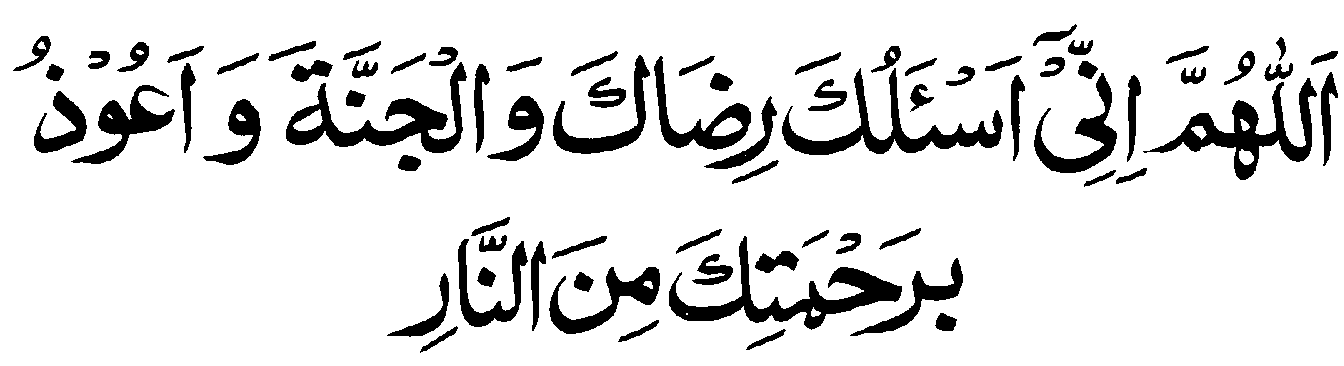 اَللّٰهُمَّ اِنِّیْٓ اَسْئَلُكَ رِضَاكَ وَالْجَنَّةَ وَ اَعُوْذُ
بِرَحْمَتِكَ مِنَ النَّارِ